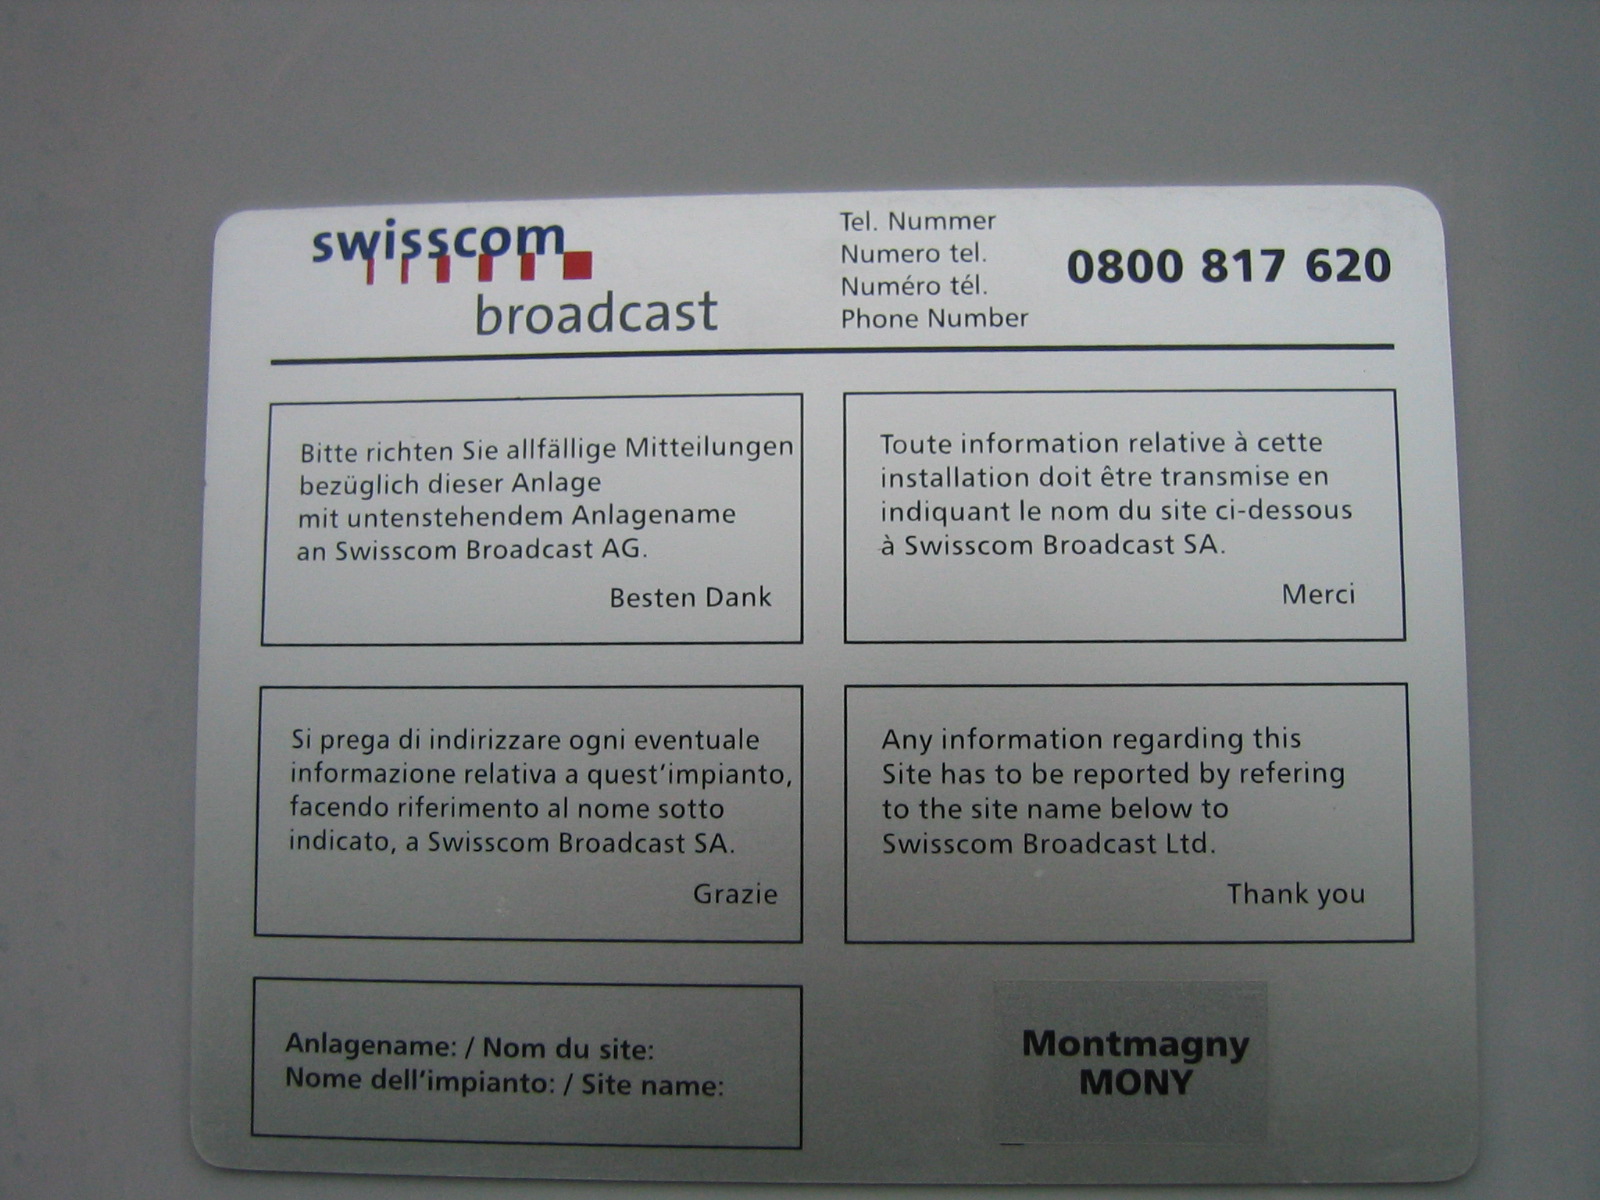 swisscom
broadcast
Tel. Nummer
Numero tel.
Numéro tél.
Phone Number
0800 817 620
Bitte richten Sie allfällige Mitteilungen
bezüglich dieser Anlage
mit untenstehendem Anlagename
an Swisscom Broadcast AG.
Besten Dank
Toute information relative à cette
installation doit être transmise en
indiquant le nom du site ci-dessous
à Swisscom Broadcast SA.
Merci
Si prega di indirizzare ogni eventuale
informazione relativa a quest'impianto,
facendo riferimento al nome sotto
indicato, a Swisscom Broadcast SA.
Grazie
Any information regarding this
Site has to be reported by refering
to the site name below to
Swisscom Broadcast Ltd.
Thank you
Anlagename: / Nom du site:
Nome dell'impianto: / Site name:
Montmagny
MONY